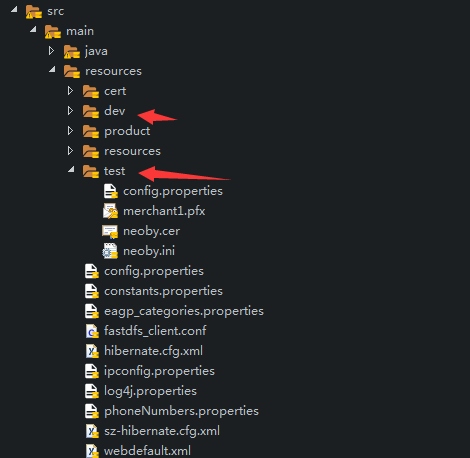 src
main
java
resources
cert
dev
product
resources
test
config.properties
merchant1.pfx
neoby.cer
neoby.ini
config.properties
constants.properties
eagp_categories.properties
fastdfs_client.conf
hibernate.cfg.xml
ipconfig.properties
log4j.properties
phoneNumbers.properties
sz-hibernate.cfg.xml
webdefault.xml